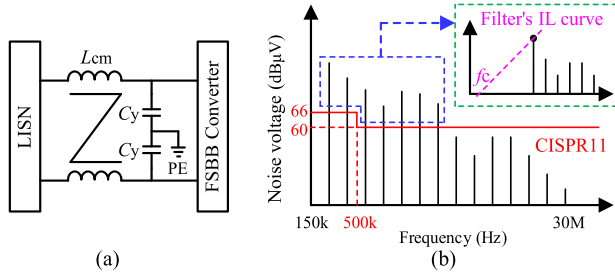 Lcm
LISN
Cy
Cy
PE
FSBB Converter
(a)
Noise voltage (dBμV)
Filter's IL curve
fc
66
60
CISPR11
150k
500k
30M
Frequency (Hz)
(b)